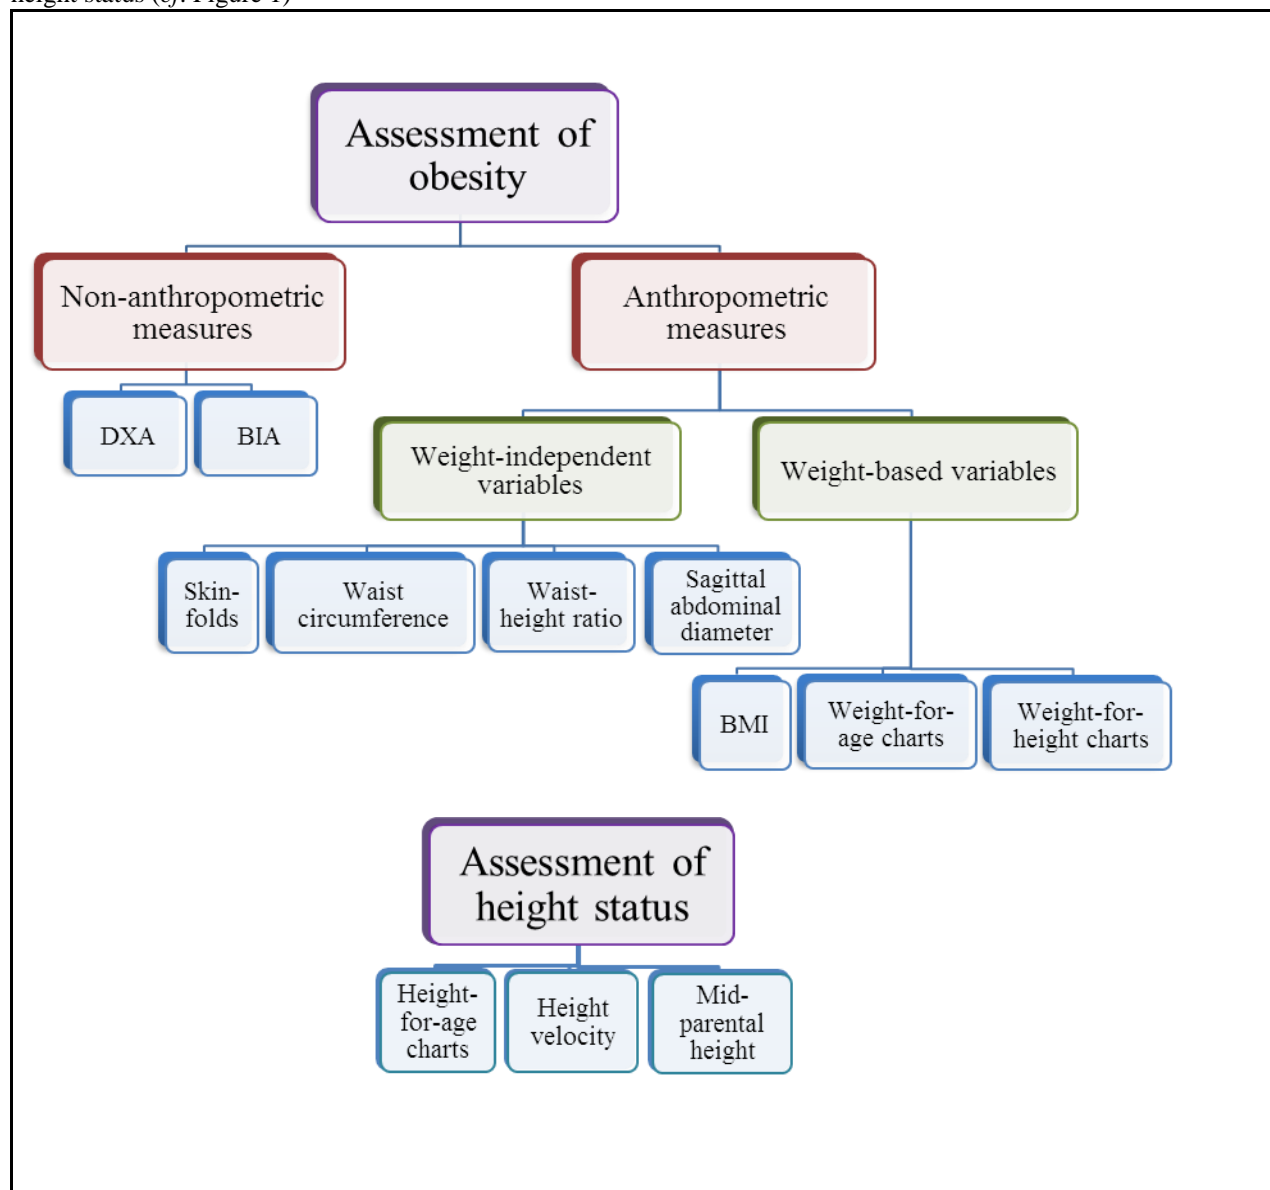 height status (cf. Figure 1)
Assessment of
obesity
Non-anthropometric
measures
Anthropometric
measures
DXA
BIA
Weight-independent
variables
Weight-based variables
Skin-
folds
Waist
circumference
Waist-
height ratio
Sagittal
abdominal
diameter
BMI
Weight-for-
age charts
Weight-for-
height charts
Assessment of
height status
Height-
for-age
charts
Height
velocity
Mid-
parental
height